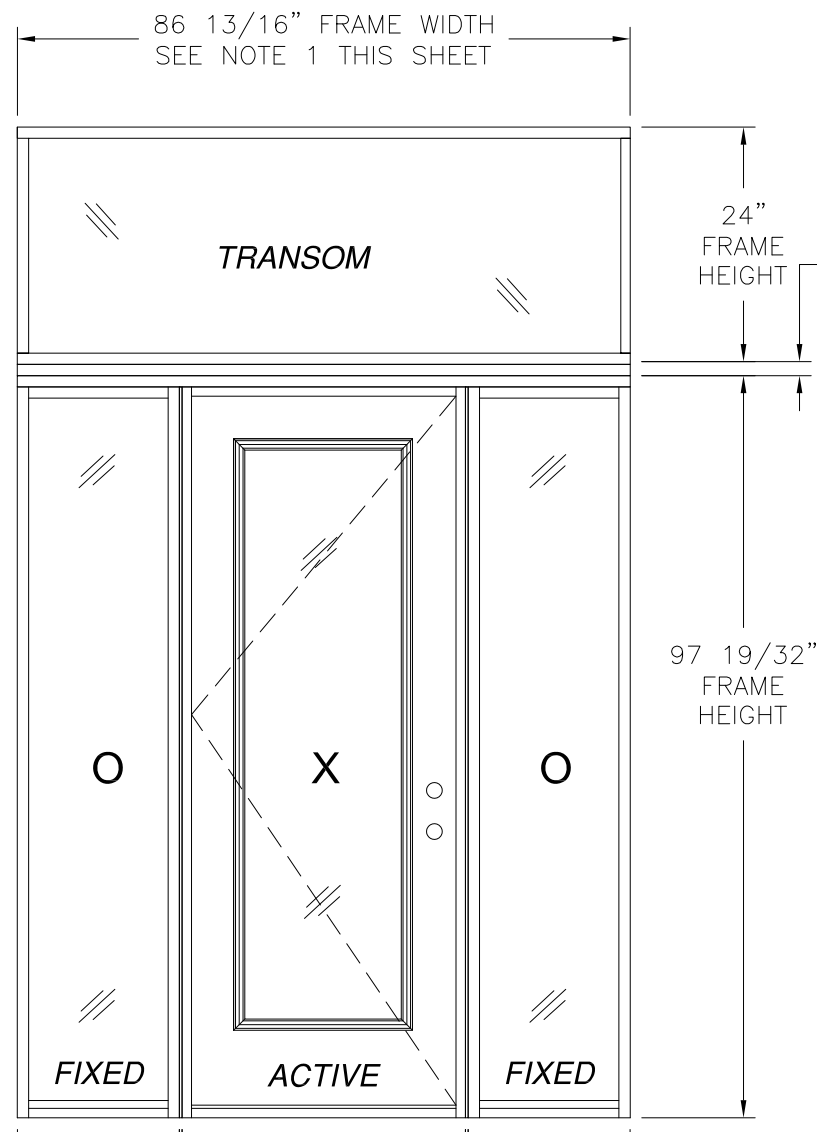 86 13/16” FRAME WIDTH
SEE NOTE 1 THIS SHEET
TRANSOM
24”
FRAME
HEIGHT
97 19/32”
FRAME
HEIGHT
O
X
O
FIXED
ACTIVE
FIXED